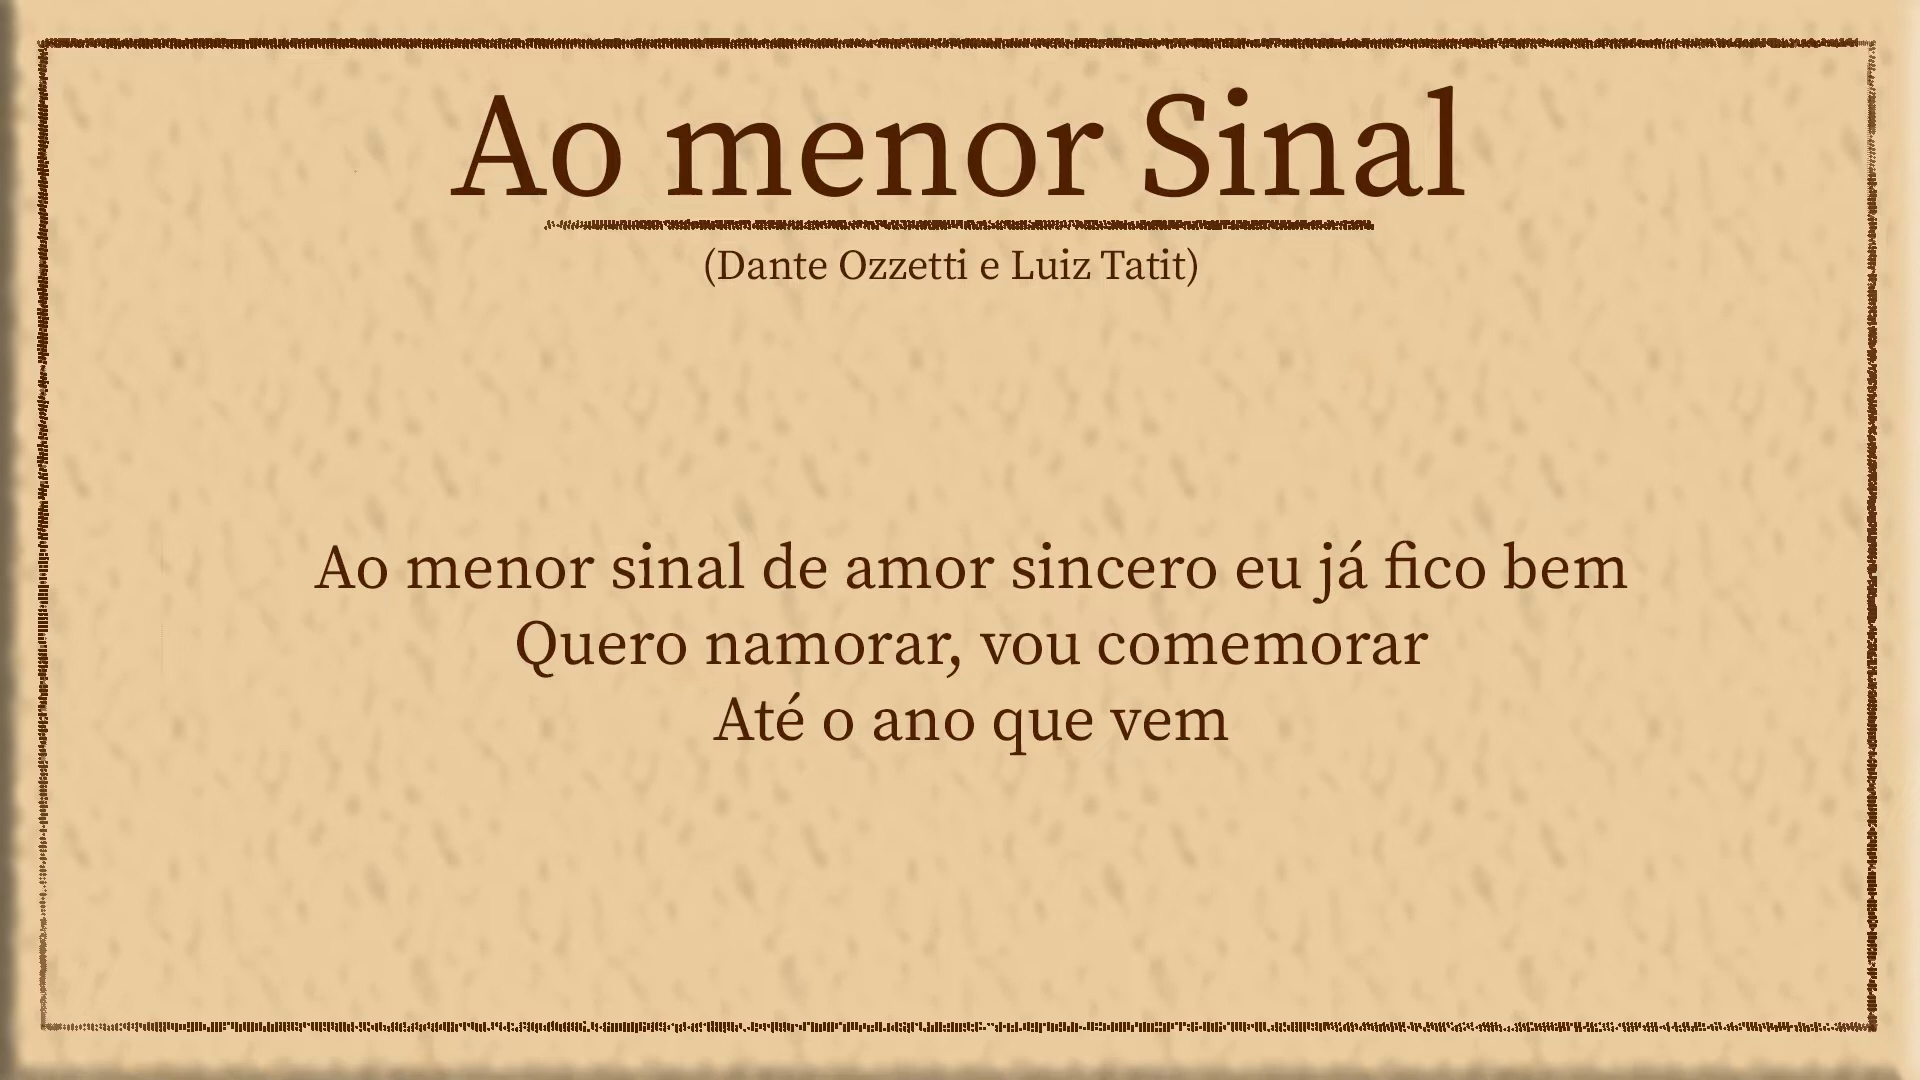 Ao menor Sinal
(Dante Ozzetti e Luiz Tatit)
Ao menor sinal de amor sincero eu já fico bem
Quero namorar, vou comemorar
Até o ano que vem